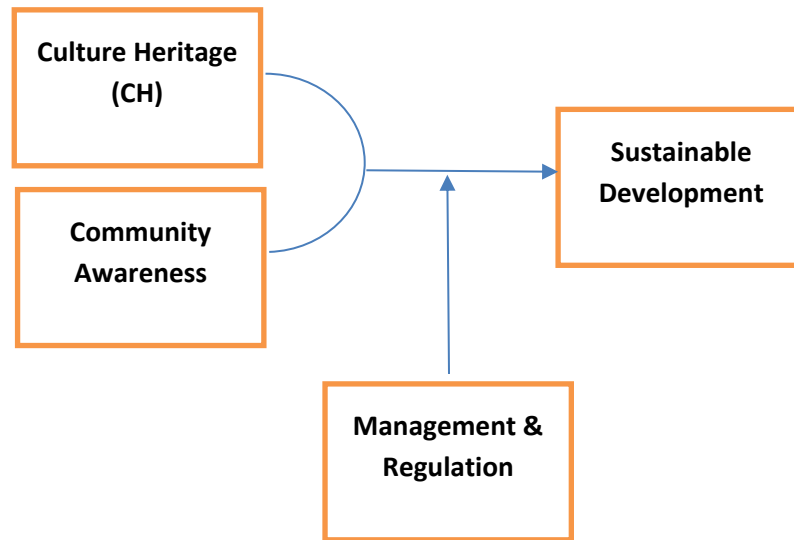 Culture Heritage
(CH)
Community
Awareness
Sustainable
Development
Management &
Regulation